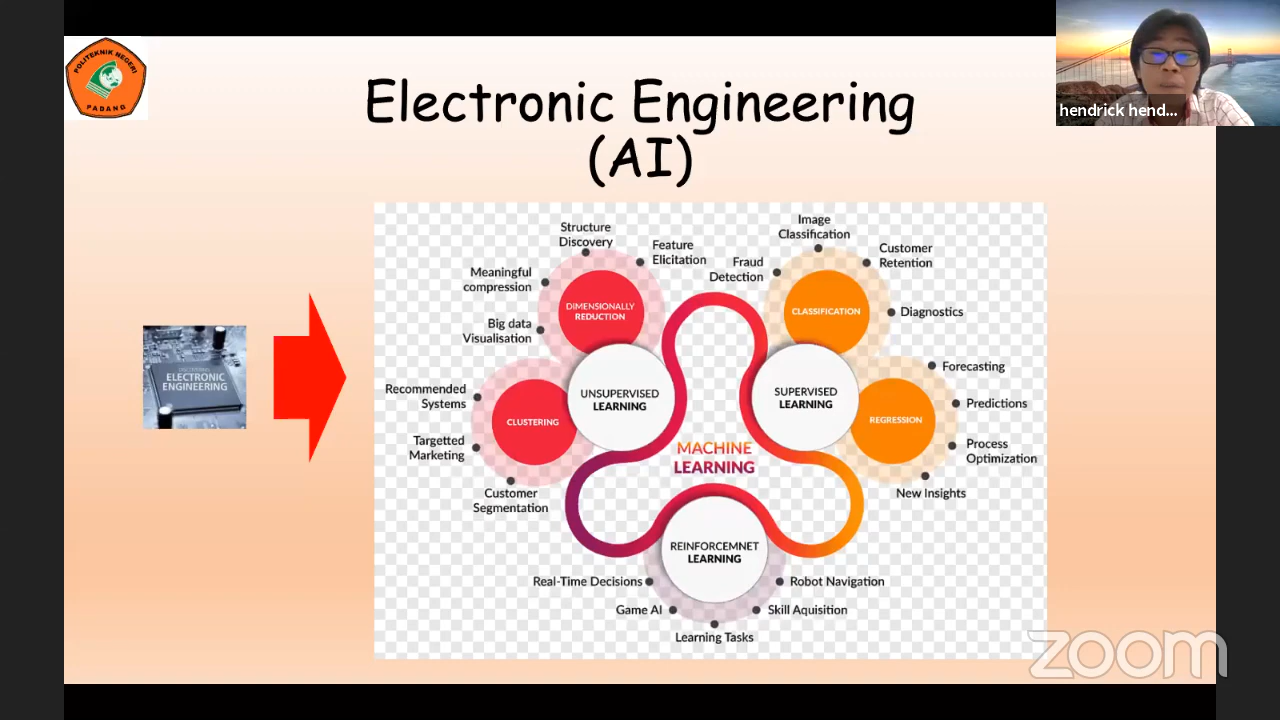 POLITEKNIK NEGERI
PADANG
hendrick hend...
Electronic Engineering
(AI)
ELECTRONIC
ENGINEERING
Structure
Discovery
Feature
Elicitation
Meaningful
compression
Big data
Visualisation
DIMENSIONALLY
REDUCTION
Recommended
Systems
Targetted
Marketing
Customer
Segmentation
CLUSTERING
UNSUPERVISED
LEARNING
Image
Classification
Fraud
Detection
Customer
Retention
Diagnostics
CLASSIFICATION
SUPERVISED
LEARNING
REGRESSION
Forecasting
Predictions
Process
Optimization
New Insights
MACHINE
LEARNING
REINFORCEMNET
LEARNING
Real-Time Decisions
Game AI
Learning Tasks
Skill Aquisition
Robot Navigation
zoom